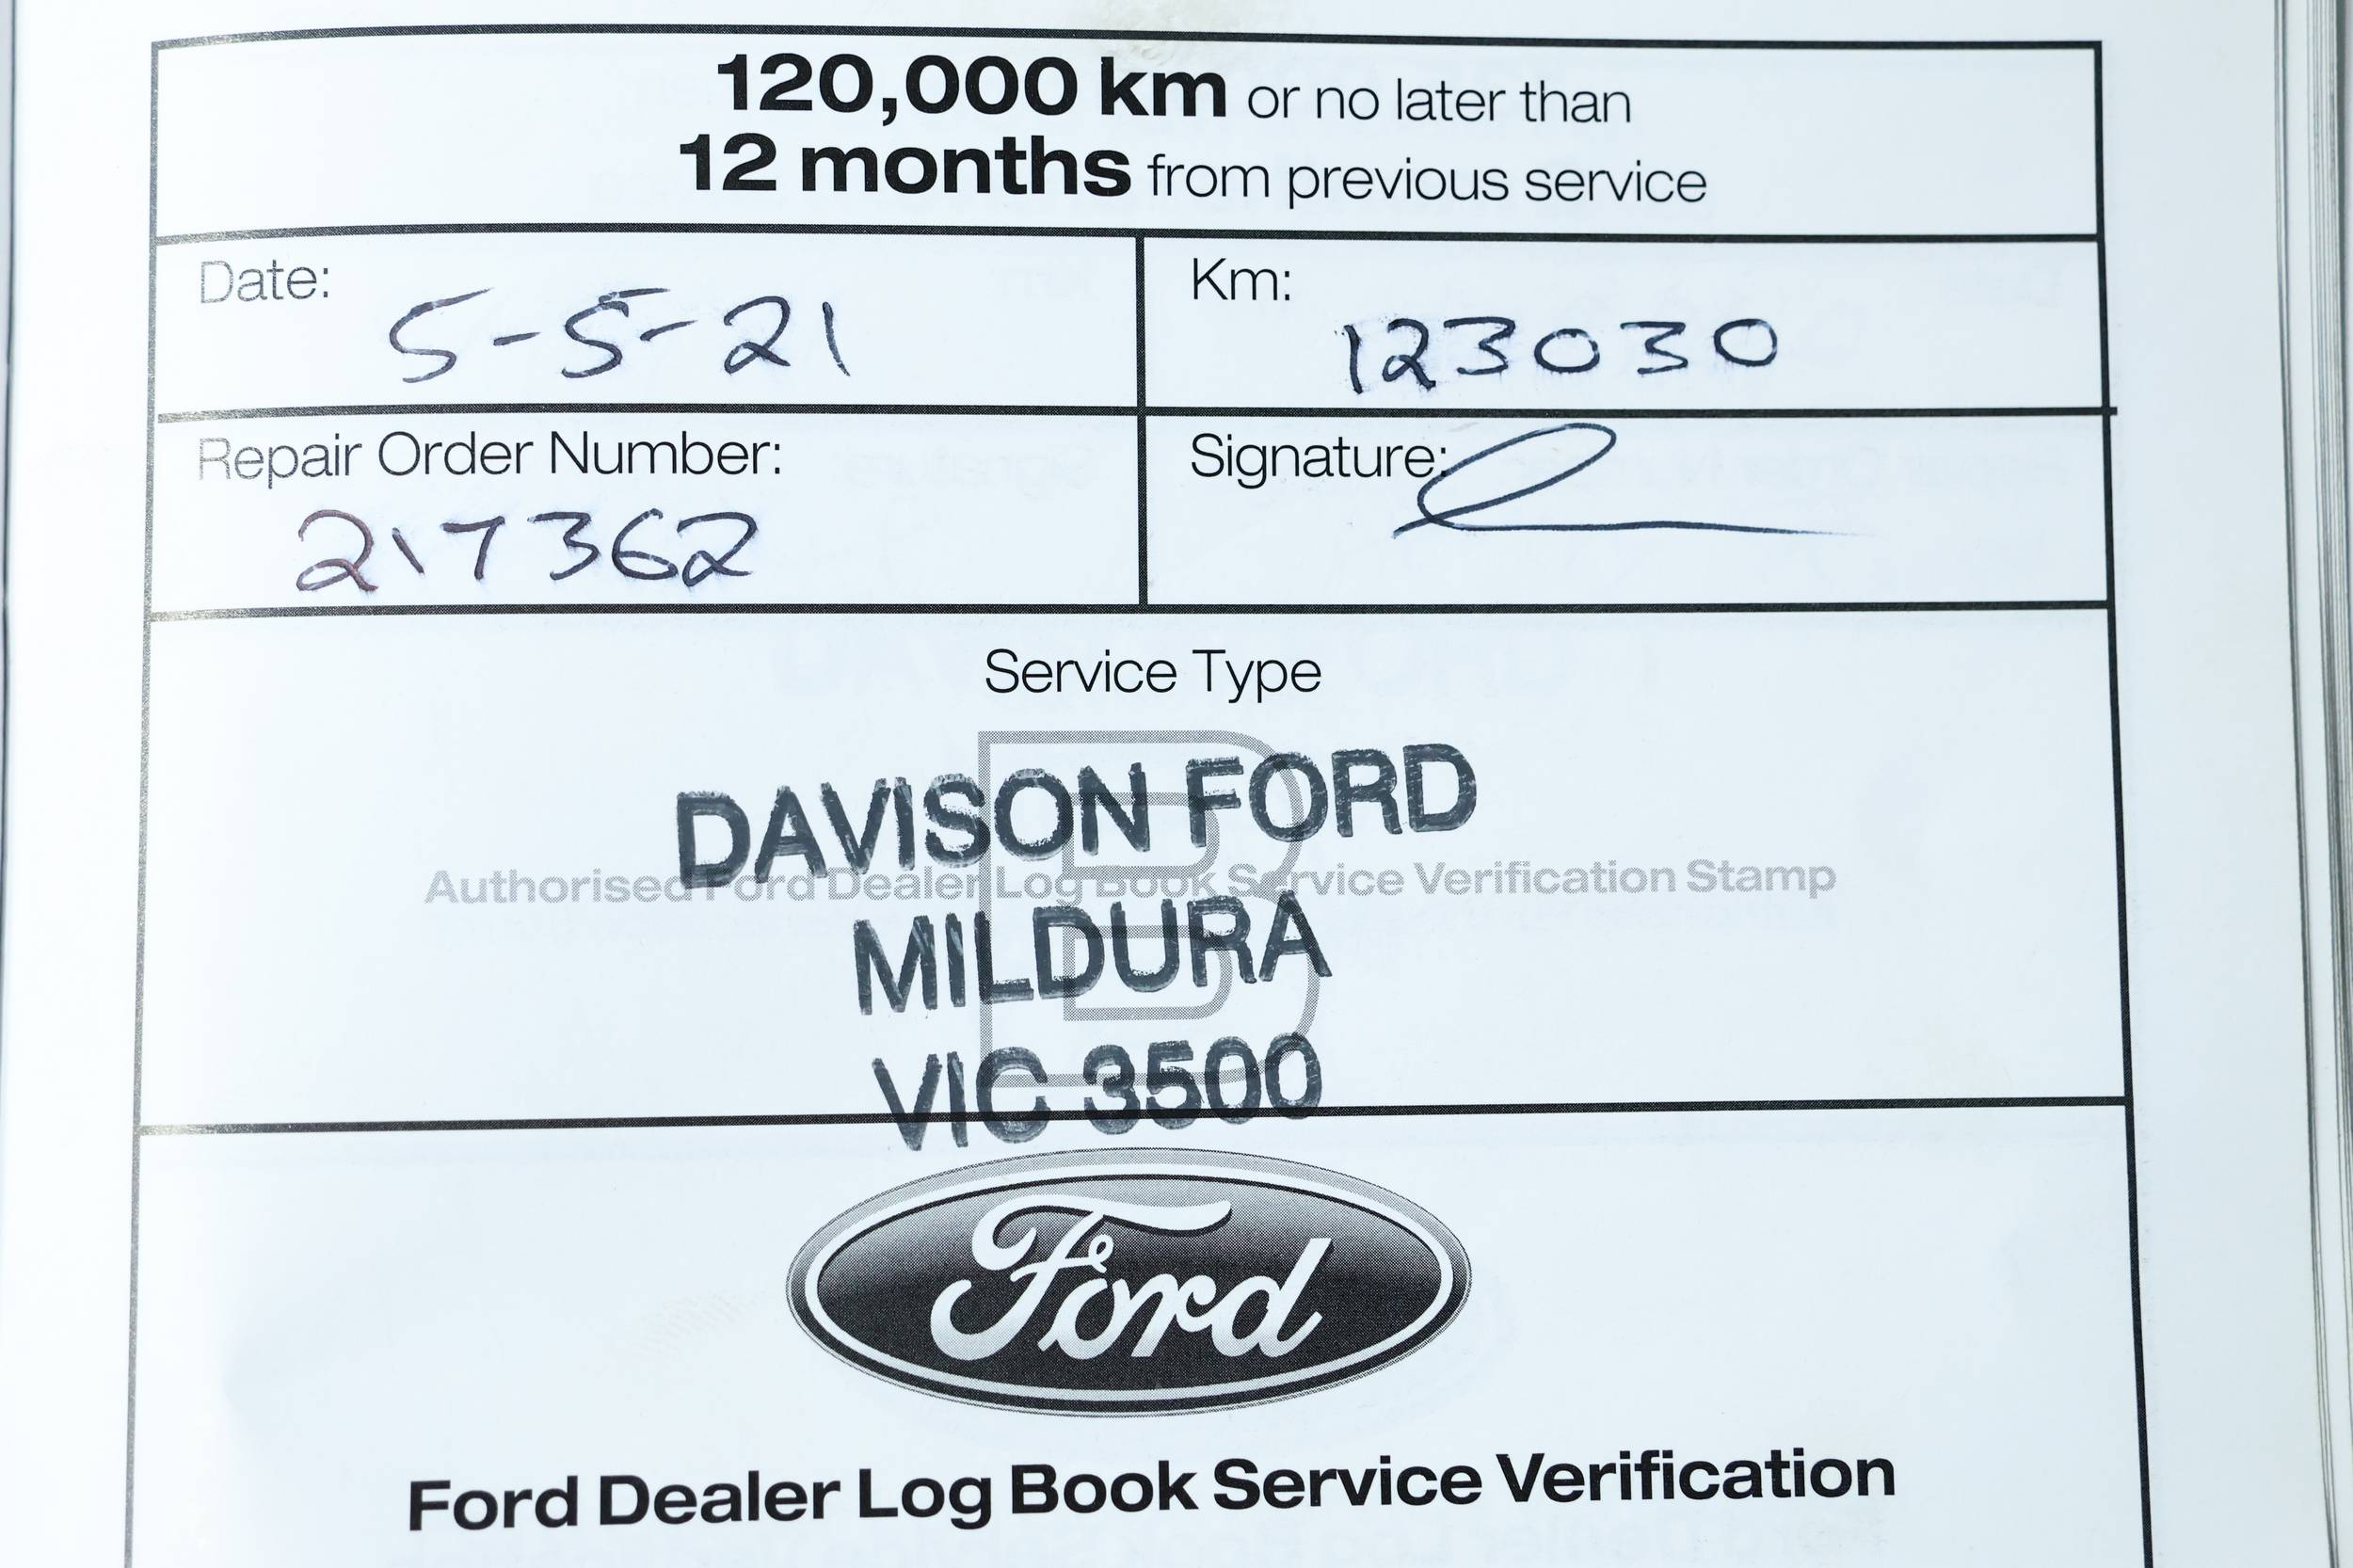 120,000 km or no later than
12 months from previous service
Date:
5-5-21
Km:
123030
Repair Order Number:
217362
Signature:
Service Type
B
DAVISON FORD
Authorised Ford Dealer Log Book Service Verification Stamp
MILDURA
VIC 3500
Ford
Ford Dealer Log Book Service Verification